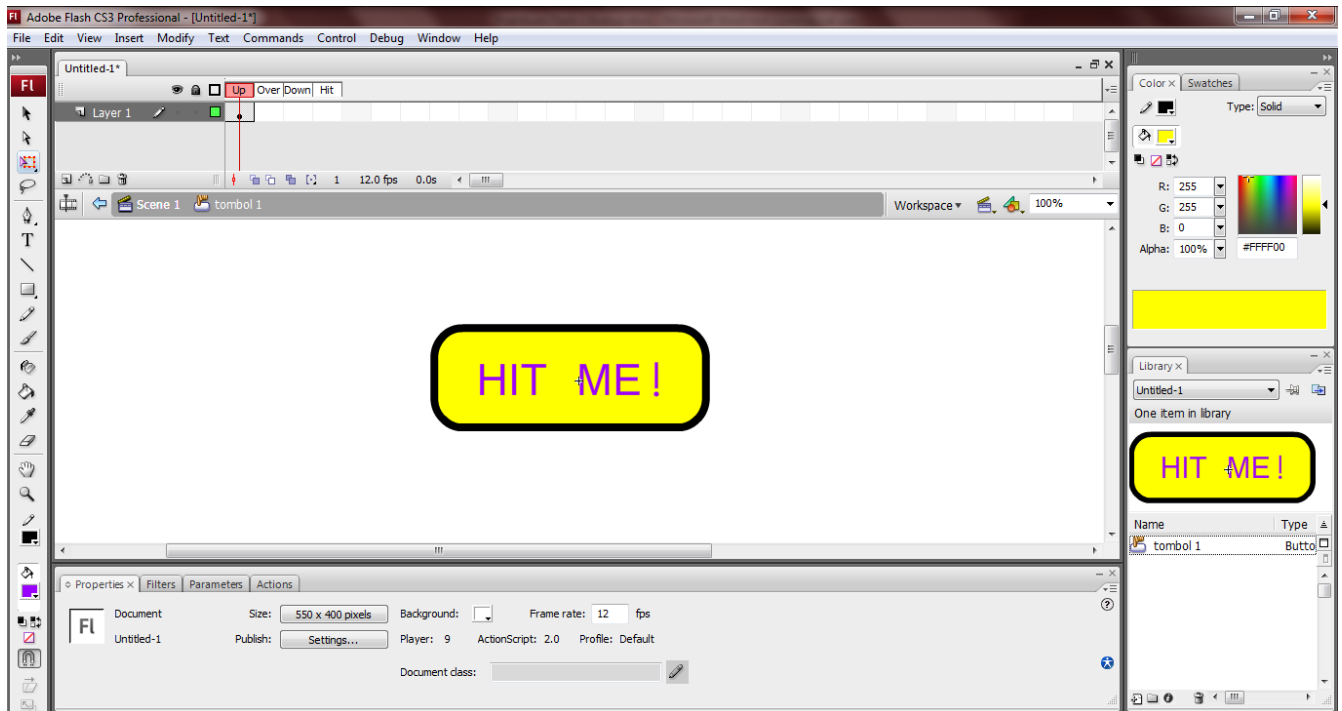 Fl Adobe Flash CS3 Professional - [Untitled-1*]
File Edit View Insert Modify Text Commands Control Debug Window Help
Untitled-1*
Fl
Up Over Down Hit
Layer 1
1 12.0 fps 0.0s
Scene 1 tombol 1 Workspace 100%
T
HIT ME!
Properties × Filters Parameters Actions
Fl
Document Size: 550 x 400 pixels Background: Frame rate: 12 fps
Untitled-1 Publish: Settings... Player: 9 ActionScript: 2.0 Profile: Default
Document class:
Color × Swatches
Type: Solid
R: 255
G: 255
B: 0
Alpha: 100% #FFFF00
Library ×
Untitled-1
One item in library
HIT ME!
Name Type
tombol 1 Butto